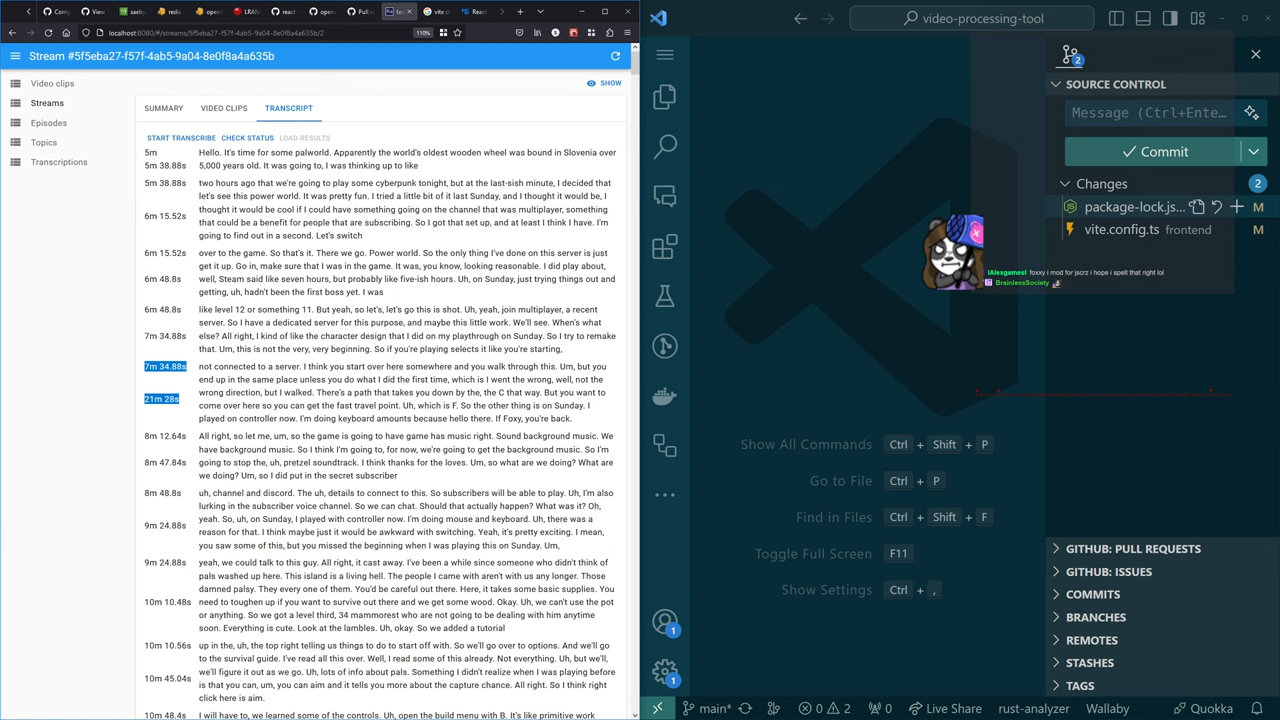 Comp
View
saeb
redis
open
LRAN
react
open
Pull r
tes
vite d
React
localhost:8080/#/streams/5f5eba27-f57f-4ab5-9a04-8e0f8a4a635b/2
110%
Stream #5f5eba27-f57f-4ab5-9a04-8e0f8a4a635b
SHOW
Video clips
Streams
Episodes
Topics
Transcriptions
SUMMARY VIDEO CLIPS TRANSCRIPT
START TRANSCRIBE CHECK STATUS LOAD RESULTS
5m
5m 38.88s
Hello. It's time for some palworld. Apparently the world's oldest wooden wheel was bound in Slovenia over
5,000 years old. It was going to, I was thinking up to like
5m 38.88s
6m 15.52s
two hours ago that we're going to play some cyberpunk tonight, but at the last-sish minute, I decided that
let's see this power world. It was pretty fun. I tried a little bit of it last Sunday, and I thought it would be, I
thought it would be cool if I could have something going on the channel that was multiplayer, something
that could be a benefit for people that are subscribing. So I got that set up, and at least I think I have. I'm
going to find out in a second. Let's switch
6m 15.52s
6m 48.8s
over to the game. So that's it. There we go. Power world. So the only thing I've done on this server is just
get it up. Go in, make sure that I was in the game. It was, you know, looking reasonable. I did play about,
well, Steam said like seven hours, but probably like five-ish hours. Uh, on Sunday, just trying things out and
getting, uh, hadn't been the first boss yet. I was
6m 48.8s
7m 34.88s
like level 12 or something 11. But yeah, so let's, let's go this is shot. Uh, yeah, join multiplayer, a recent
server. So I have a dedicated server for this purpose, and maybe this little work. We'll see. When's what
else? All right, I kind of like the character design that I did on my playthrough on Sunday. So I try to remake
that. Um, this is not the very, very beginning. So if you're playing selects it like you're starting,
7m 34.88s
21m 28s
not connected to a server. I think you start over here somewhere and you walk through this. Um, but you
end up in the same place unless you do what I did the first time, which is I went the wrong, well, not the
wrong direction, but I walked. There's a path that takes you down by the, the C that way. But you want to
come over here so you can get the fast travel point. Uh, which is F. So the other thing is on Sunday. I
played on controller now. I'm doing keyboard amounts because hello there. If Foxy, you're back.
8m 12.64s
8m 47.84s
All right, so let me, um, so the game is going to have game has music right. Sound background music. We
have background music. So I think I'm going to, for now, we're going to get the background music. So I'm
going to stop the, uh, pretzel soundtrack. I think thanks for the loves. Um, so what are we doing? What are
we doing? Um, so I did put in the secret subscriber
8m 48.8s
9m 24.88s
uh, channel and discord. The uh, details to connect to this. So subscribers will be able to play. Uh, I'm also
lurking in the subscriber voice channel. So we can chat. Should that actually happen? What was it? Oh,
yeah. So, uh, on Sunday, I played with controller now. I'm doing mouse and keyboard. Uh, there was a
reason for that. I think maybe just it would be awkward with switching. Yeah, it's pretty exciting. I mean,
you saw some of this, but you missed the beginning when I was playing this on Sunday. Um,
9m 24.88s
10m 10.48s
yeah, we could talk to this guy. All right, it cast away. I've been a while since someone who didn't think of
pals washed up here. This island is a living hell. The people I came with aren't with us any longer. Those
damned palsy. They every one of them. You'd be careful out there. Here, it takes some basic supplies. You
need to toughen up if you want to survive out there and we get some wood. Okay. Uh, we can't use the pot
or anything. So we got a level third, 34 mammorest who are not going to be dealing with him anytime
soon. Everything is cute. Look at the lambles. Uh, okay. So we added a tutorial
10m 10.56s
10m 45.04s
up in the, uh, the top right telling us things to do to start off with. So we'll go over to options. And we'll go
to the survival guide. I've read all this over. Well, I read some of this already. Not everything. Uh, but we'll,
we'll figure it out as we go. Uh, lots of info about pals. Something I didn't realize when I was playing before
is that you can, um, you can aim and it tells you more about the capture chance. All right. So I think right
click here is aim.
10m 48.4s
I will have to, we learned some of the controls. Uh, open the build menu with B. It's like primitive work
video-processing-tool
SOURCE CONTROL
Message (Ctrl+Ente...
Commit
Changes 2
package-lock.js... M
vite.config.ts frontend M
lAlexgamesl foxxy i mod for jscrz i hope i spelt that right lol
BrainlessSociety
Show All Commands Ctrl + Shift + P
Go to File Ctrl + P
Find in Files Ctrl + Shift + F
Toggle Full Screen F11
Show Settings Ctrl + ,
GITHUB: PULL REQUESTS
GITHUB: ISSUES
COMMITS
BRANCHES
REMOTES
STASHES
TAGS
main* 0 2 0 Live Share rust-analyzer Quokka Wallaby